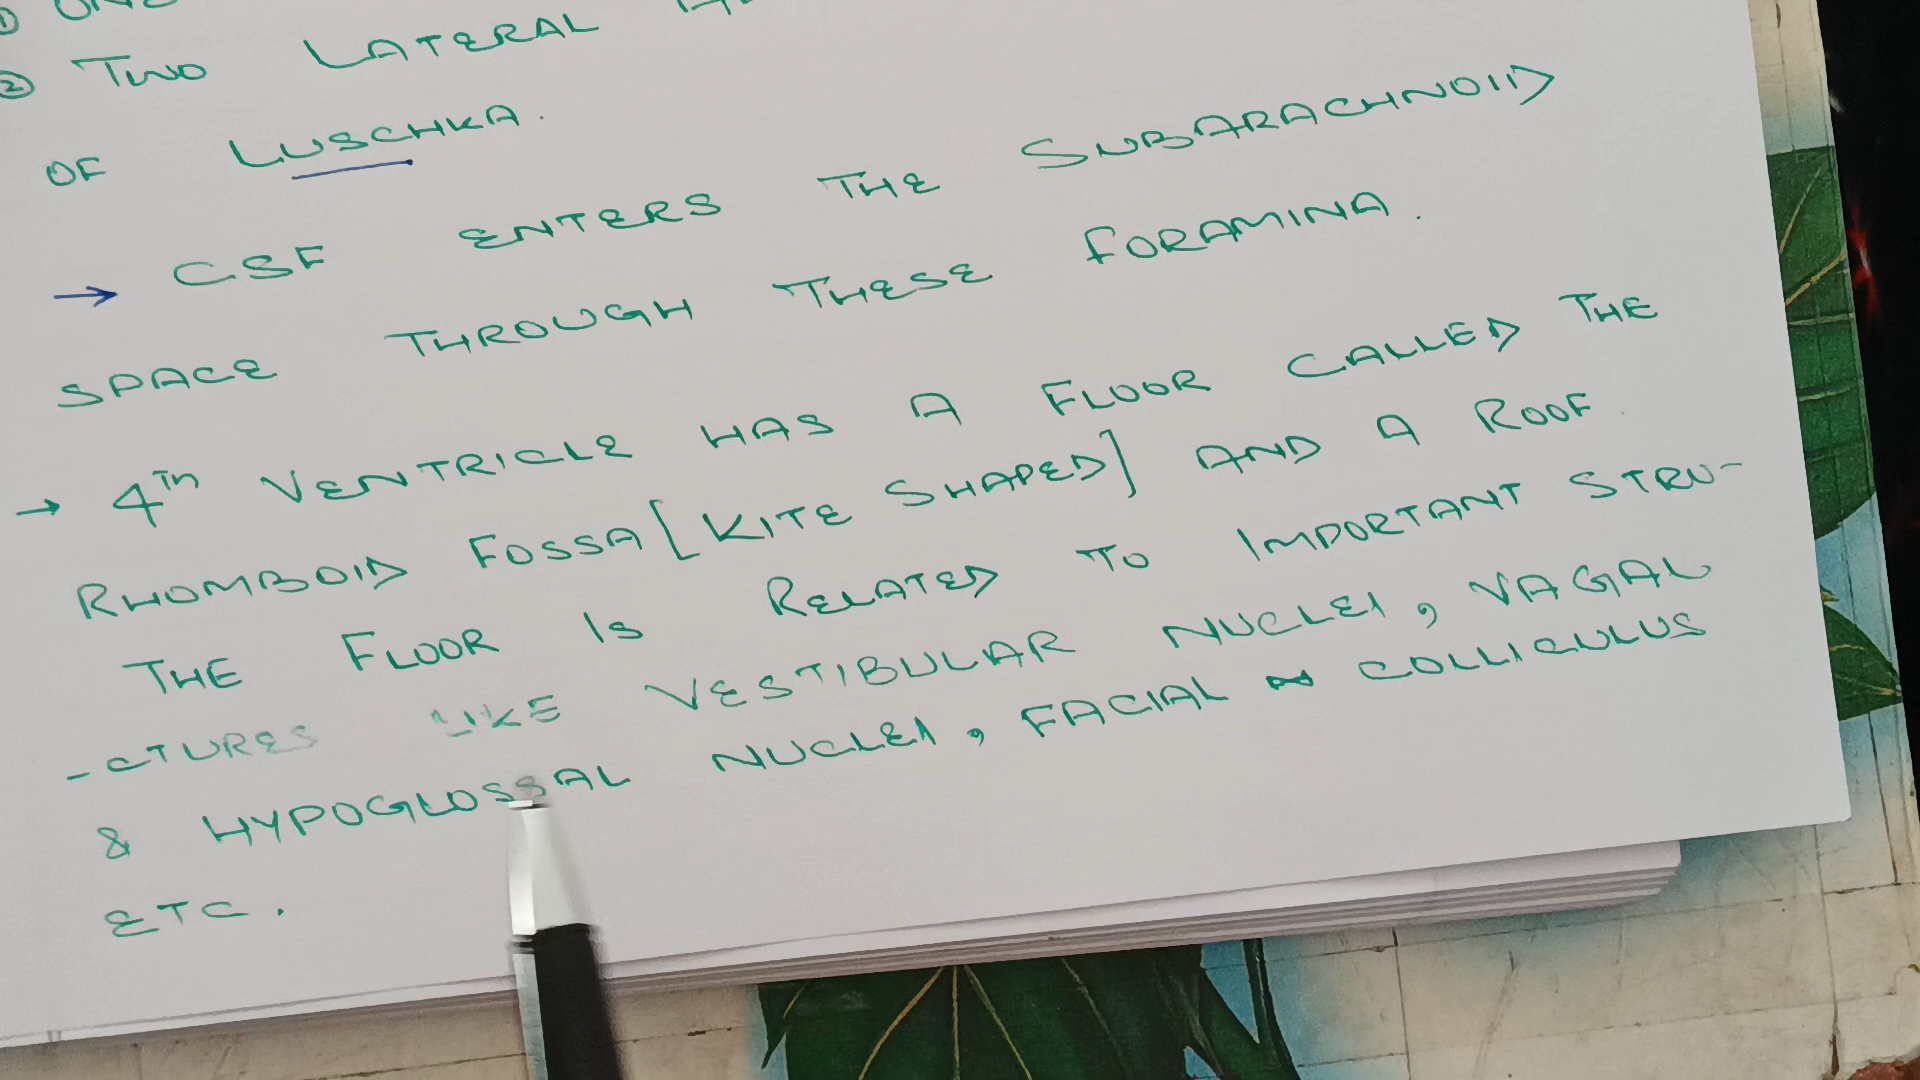 ① ONE
② TWO LATERAL
OF LUSCHKA.
→ CSF ENTERS THE SUBARACHNOID
SPACE THROUGH THESE FORAMINA.
→ 4TH VENTRICLE HAS A FLOOR CALLED THE
RHOMBOID FOSSA [KITE SHAPED] AND A ROOF.
THE FLOOR IS RELATED TO IMPORTANT STRU-
-CTURES LIKE VESTIBULAR NUCLEI, VAGAL
& HYPOGLOSSAL NUCLEI, FACIAL COLLICULUS
ETC.